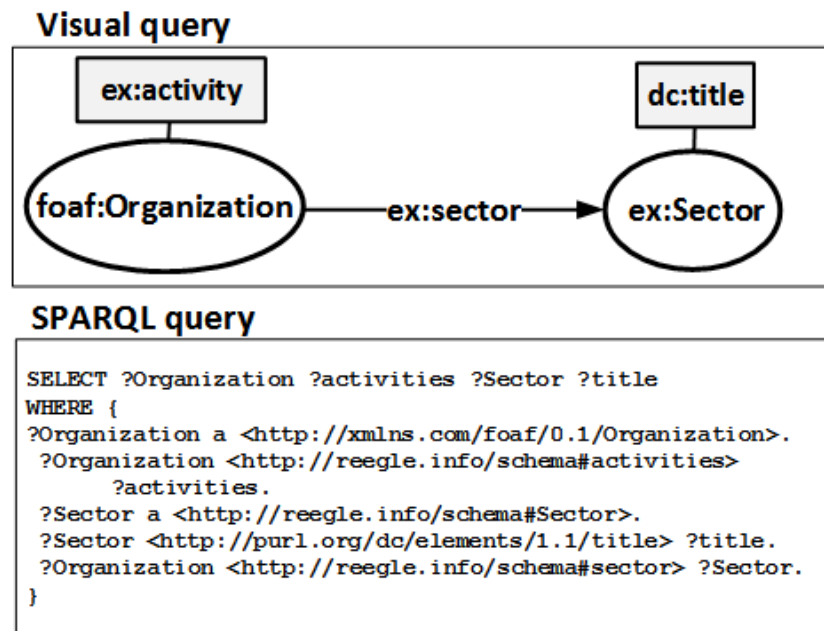 Visual query
ex:activity
dc:title
foaf:Organization
ex:sector
ex:Sector
SPARQL query
SELECT ?Organization ?activities ?Sector ?title
WHERE {
?Organization a <http://xmlns.com/foaf/0.1/Organization>.
?Organization <http://reegle.info/schema#activities>
?activities.
?Sector a <http://reegle.info/schema#Sector>.
?Sector <http://purl.org/dc/elements/1.1/title> ?title.
?Organization <http://reegle.info/schema#sector> ?Sector.
}